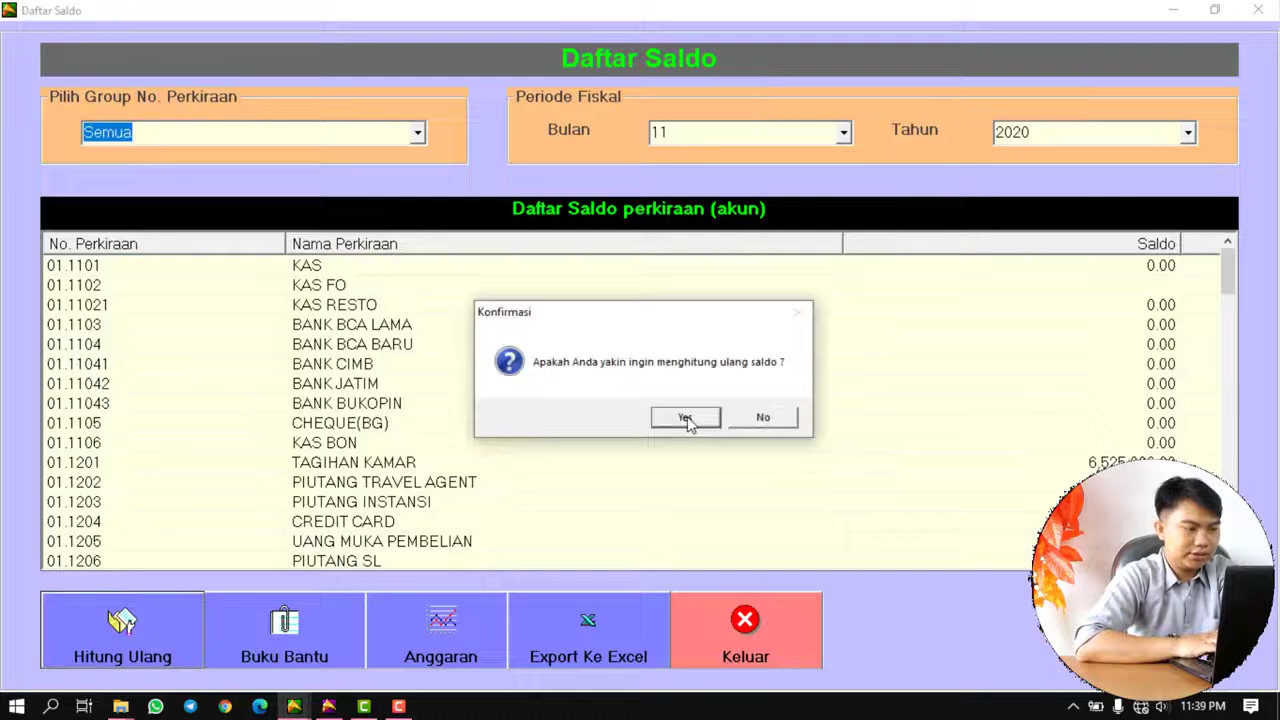 Daftar Saldo
Daftar Saldo
Pilih Group No. Perkiraan
Semua
Periode Fiskal
Bulan 11 Tahun 2020
Daftar Saldo perkiraan (akun)
No. Perkiraan Nama Perkiraan Saldo
01.1101 KAS 0.00
01.1102 KAS FO
01.11021 KAS RESTO 0.00
01.1103 BANK BCA LAMA 0.00
01.1104 BANK BCA BARU 0.00
01.11041 BANK CIMB 0.00
01.11042 BANK JATIM 0.00
01.11043 BANK BUKOPIN 0.00
01.1105 CHEQUE(BG) 0.00
01.1106 KAS BON 0.00
01.1201 TAGIHAN KAMAR
01.1202 PIUTANG TRAVEL AGENT
01.1203 PIUTANG INSTANSI
01.1204 CREDIT CARD
01.1205 UANG MUKA PEMBELIAN
01.1206 PIUTANG SL
Konfirmasi
Apakah Anda yakin ingin menghitung ulang saldo ?
Yes No
Hitung Ulang Buku Bantu Anggaran Export Ke Excel Keluar
11:39 PM